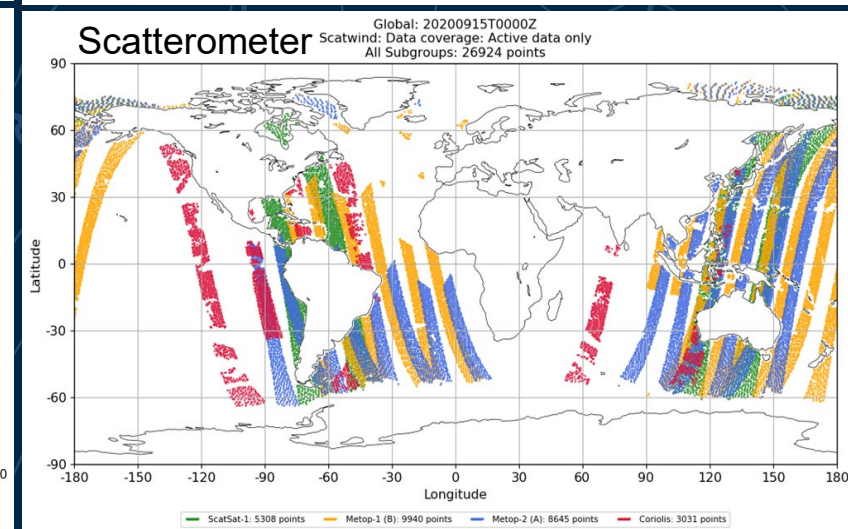 Scatterometer
Global: 20200915T0000Z
Scatwind: Data coverage: Active data only
All Subgroups: 26924 points
90
60
30
0
-30
-60
-90
Latitude
-180 -150 -120 -90 -60 -30 0 30 60 90 120 150 180
Longitude
ScatSat-1: 5308 points Metop-1 (B): 9940 points Metop-2 (A): 8645 points Coriolis: 3031 points
0